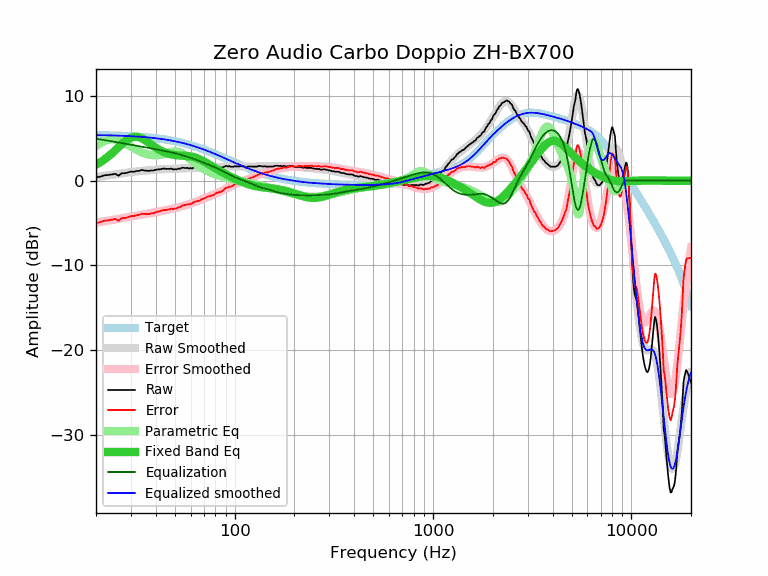 Zero Audio Carbo Doppio ZH-BX700
10
0
−10
−20
−30
Amplitude (dBr)
Target
Raw Smoothed
Error Smoothed
Raw
Error
Parametric Eq
Fixed Band Eq
Equalization
Equalized smoothed
100 1000 10000
Frequency (Hz)